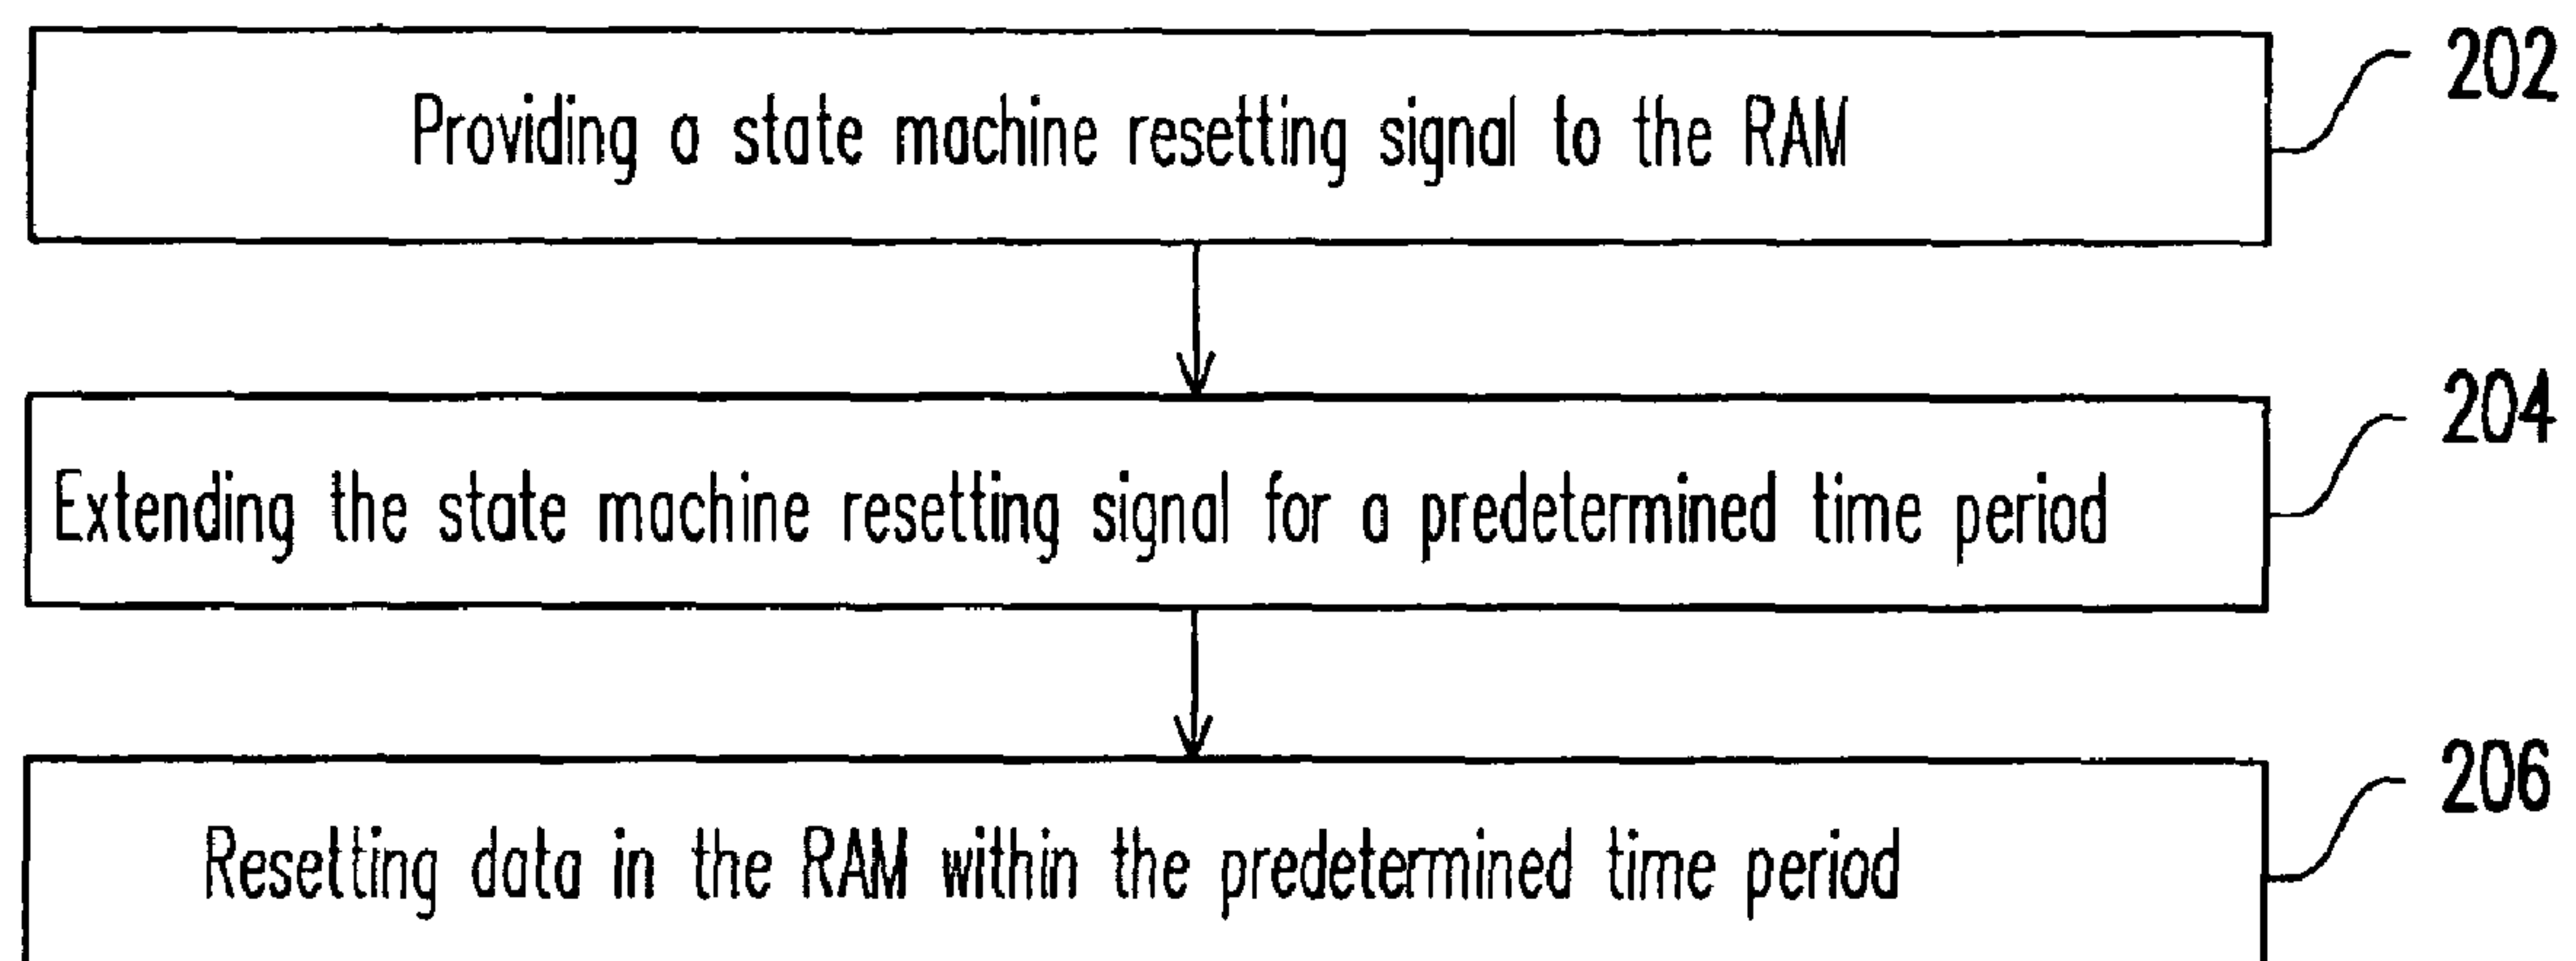 Providing a state machine resetting signal to the RAM
202
Extending the state machine resetting signal for a predetermined time period
204
Resetting data in the RAM within the predetermined time period
206